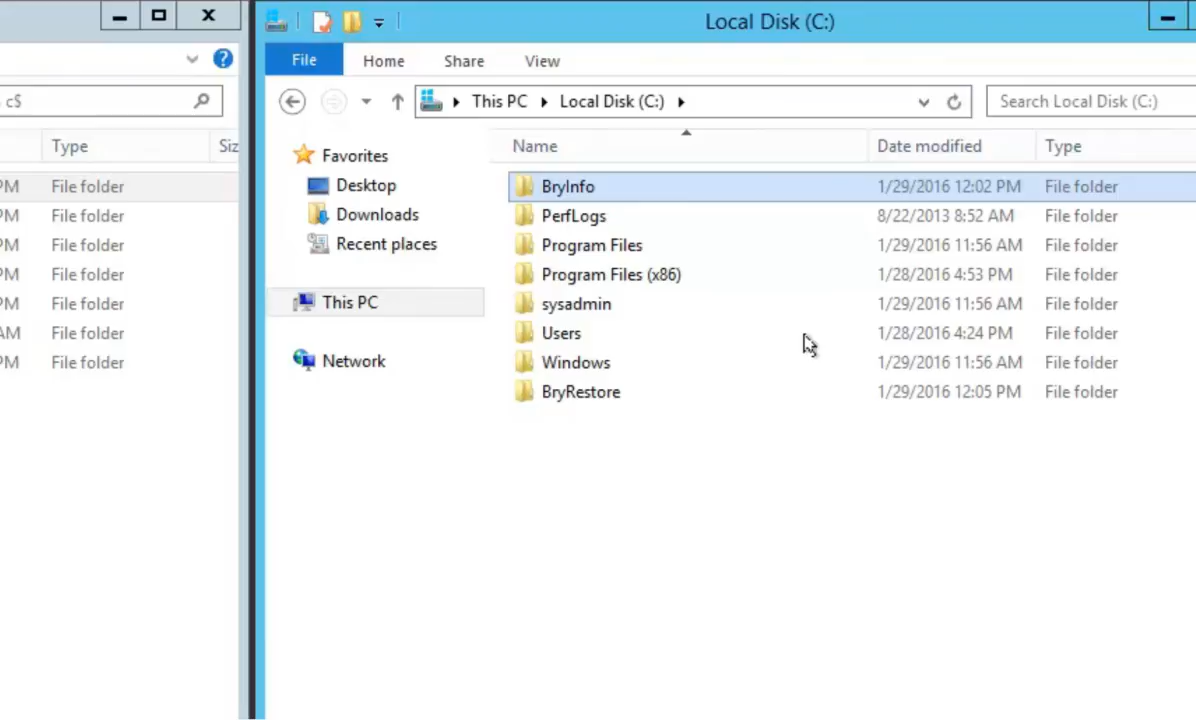 Local Disk (C:)
File
Home
Share
View
c$
This PC
Local Disk (C:)
Search Local Disk (C:)
Type
Siz
PM
File folder
PM
File folder
PM
File folder
PM
File folder
PM
File folder
AM
File folder
PM
File folder
Favorites
Desktop
Downloads
Recent places
This PC
Network
Name
Date modified
Type
BryInfo
1/29/2016 12:02 PM
File folder
PerfLogs
8/22/2013 8:52 AM
File folder
Program Files
1/29/2016 11:56 AM
File folder
Program Files (x86)
1/28/2016 4:53 PM
File folder
sysadmin
1/29/2016 11:56 AM
File folder
Users
1/28/2016 4:24 PM
File folder
Windows
1/29/2016 11:56 AM
File folder
BryRestore
1/29/2016 12:05 PM
File folder